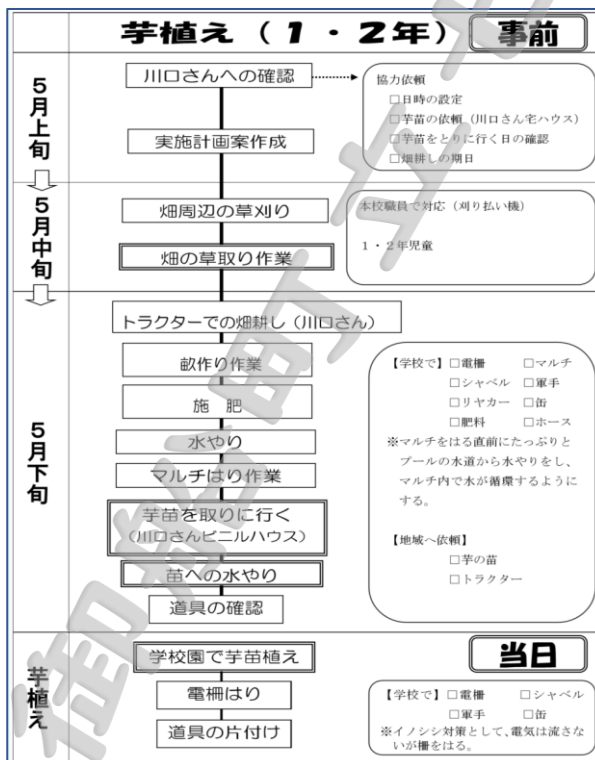 芋植え（１・２年）
事前
5月上旬
川口さんへの確認
実施計画案作成
協力依頼
□日時の設定
□芋苗の依頼（川口さん宅ハウス）
□芋苗をとりに行く日の確認
□畑耕しの期日
5月中旬
畑周辺の草刈り
畑の草取り作業
本校職員で対応（刈り払い機）
１・２年児童
5月下旬
トラクターでの畑耕し（川口さん）
畝作り作業
施 肥
水やり
マルチはり作業
芋苗を取りに行く
（川口さんビニルハウス）
苗への水やり
道具の確認
【学校で】□電柵 □マルチ
□シャベル □軍手
□リヤカー □缶
□肥料 □ホース
※マルチをはる直前にたっぷりと
プールの水道から水やりをし、
マルチ内で水が循環するように
する。
【地域へ依頼】
□芋の苗
□トラクター
芋植え
学校園で芋苗植え
電柵はり
道具の片付け
当日
【学校で】□電柵 □シャベル
□軍手 □缶
※イノシシ対策として、電気は流さな
いが柵をはる。
御船町立